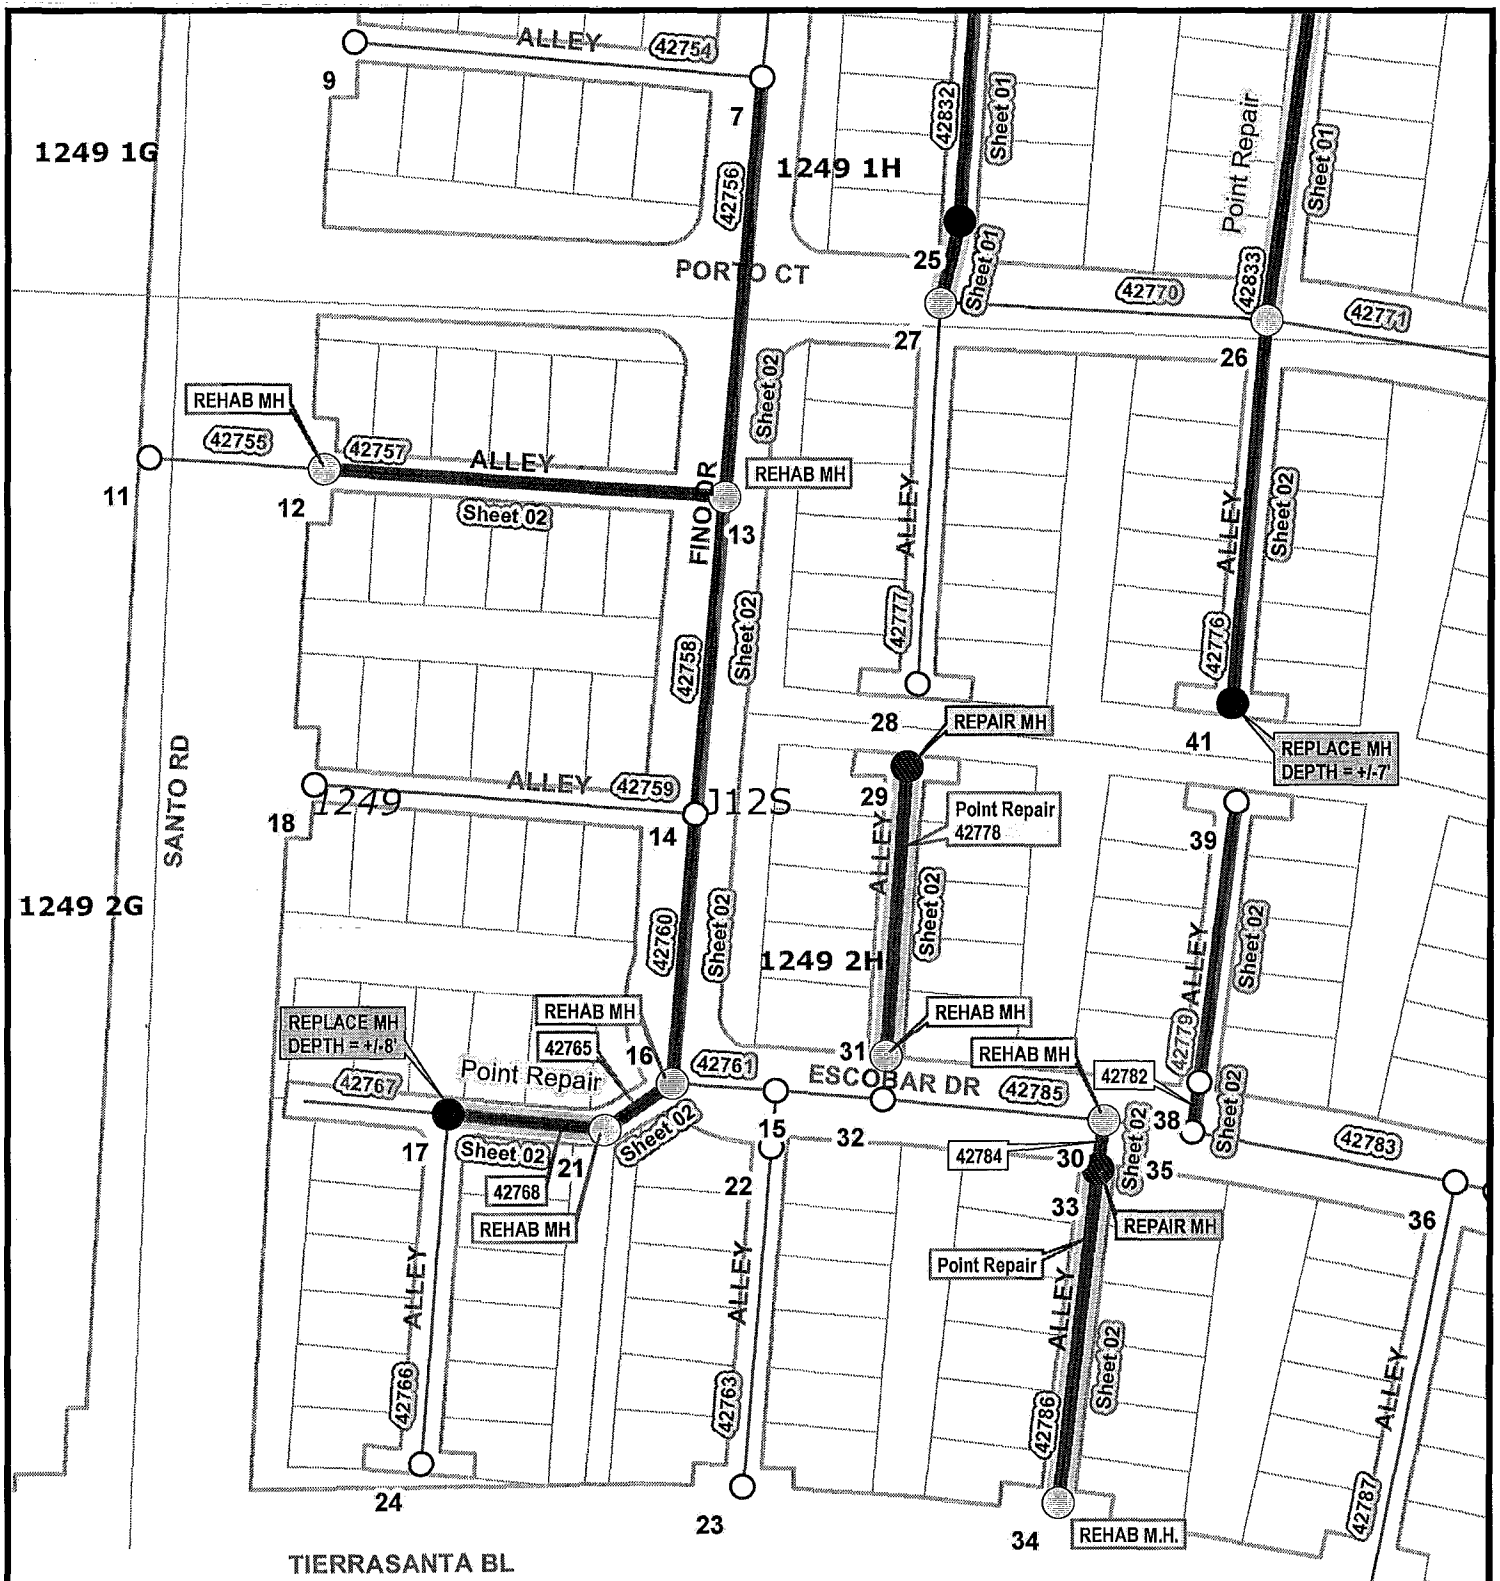 ALLEY
42754
9
7
1249 1G
42756
1249 1H
42832
Sheet 01
Point Repair
Sheet 01
25
PORTO CT
Sheet 01
42770
42833
42771
27
26
REHAB MH
Sheet 02
42755
42757
ALLEY
REHAB MH
11
12
Sheet 02
FINO DR
13
ALLEY
ALLEY
Sheet 02
42758
Sheet 02
42777
42776
28
REPAIR MH
41
REPLACE MH
DEPTH = +/-7'
SANTO RD
ALLEY
42759
18
1249
14
J12S
29
Point Repair
42778
ALLEY
39
1249 2G
42760
Sheet 02
1249 2H
Sheet 02
ALLEY
Sheet 02
REPLACE MH
DEPTH = +/-8'
REHAB MH
42765
16
REHAB MH
31
42779
42767
Point Repair
42761
ESCOBAR DR
REHAB MH
42785
42782
17
Sheet 02
21
Sheet 02
15
32
42784
30
Sheet 02
38
35
Sheet 02
42783
42768
22
33
REPAIR MH
36
REHAB MH
Point Repair
ALLEY
ALLEY
ALLEY
Sheet 02
ALLEY
42766
42763
42786
42787
24
23
34
REHAB M.H.
TIERRASANTA BL